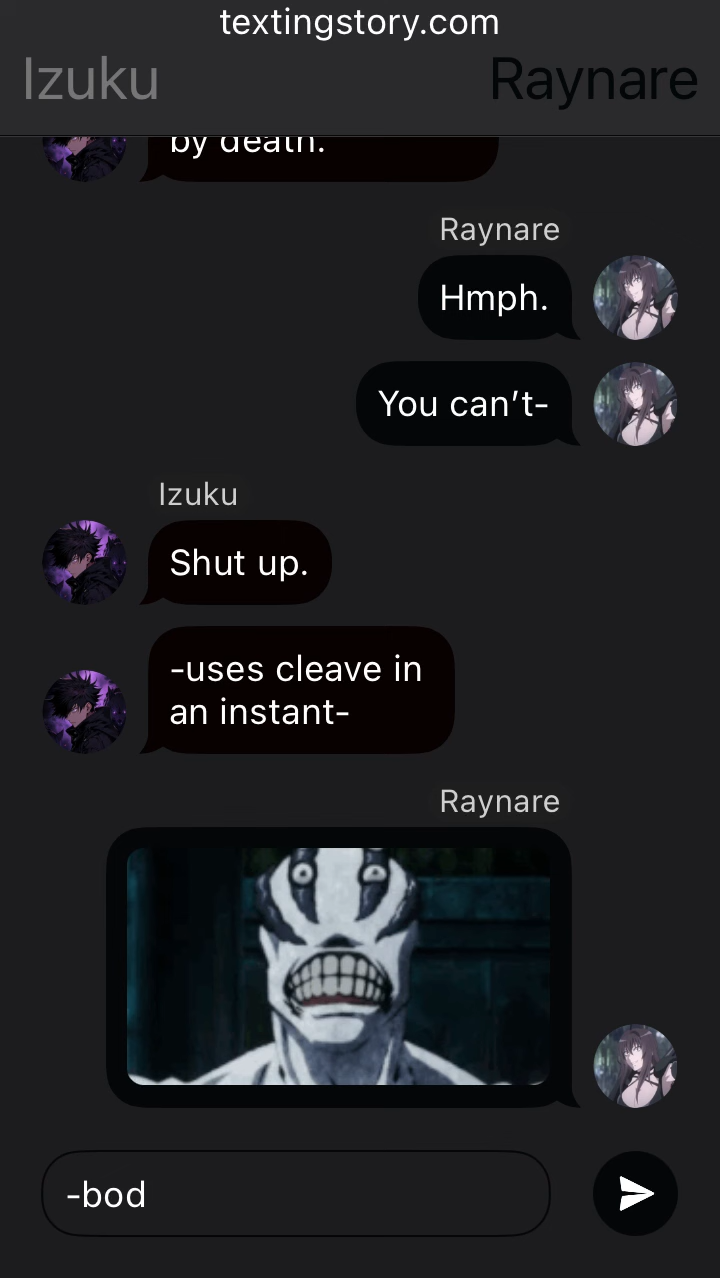 textingstory.com
Izuku
Raynare
by death.
Raynare
Hmph.
You can’t-
Izuku
Shut up.
-uses cleave in
an instant-
Raynare
-bod